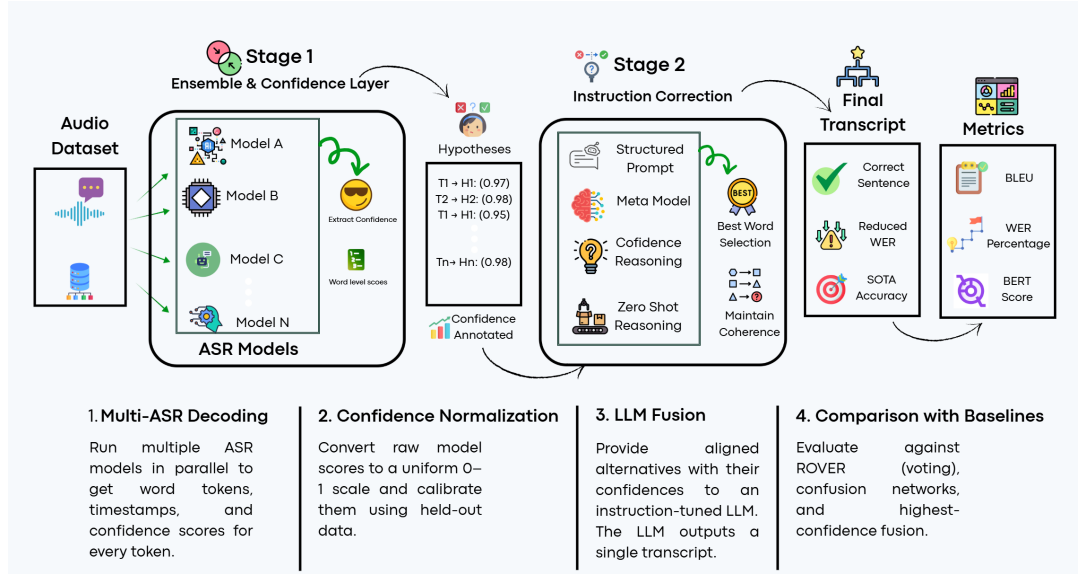 Stage 1
Ensemble & Confidence Layer
Stage 2
Instruction Correction
Final
Transcript
Metrics
Audio
Dataset
Model A
Model B
Model C
Model N
ASR Models
Extract Confidence
Word level scoes
Hypotheses
T1 → H1: (0.97)
T2 → H2: (0.98)
T1 → H1: (0.95)
Tn→ Hn: (0.98)
Confidence
Annotated
Structured
Prompt
Meta Model
Cofidence
Reasoning
Zero Shot
Reasoning
BEST
Best Word
Selection
Maintain
Coherence
Correct
Sentence
Reduced
WER
SOTA
Accuracy
BLEU
WER
Percentage
BERT
Score
1. Multi-ASR Decoding
Run multiple ASR
models in parallel to
get word tokens,
timestamps, and
confidence scores for
every token.
2. Confidence Normalization
Convert raw model
scores to a uniform 0–
1 scale and calibrate
them using held-out
data.
3. LLM Fusion
Provide aligned
alternatives with their
confidences to an
instruction-tuned LLM.
The LLM outputs a
single transcript.
4. Comparison with Baselines
Evaluate against
ROVER (voting),
confusion networks,
and highest-
confidence fusion.